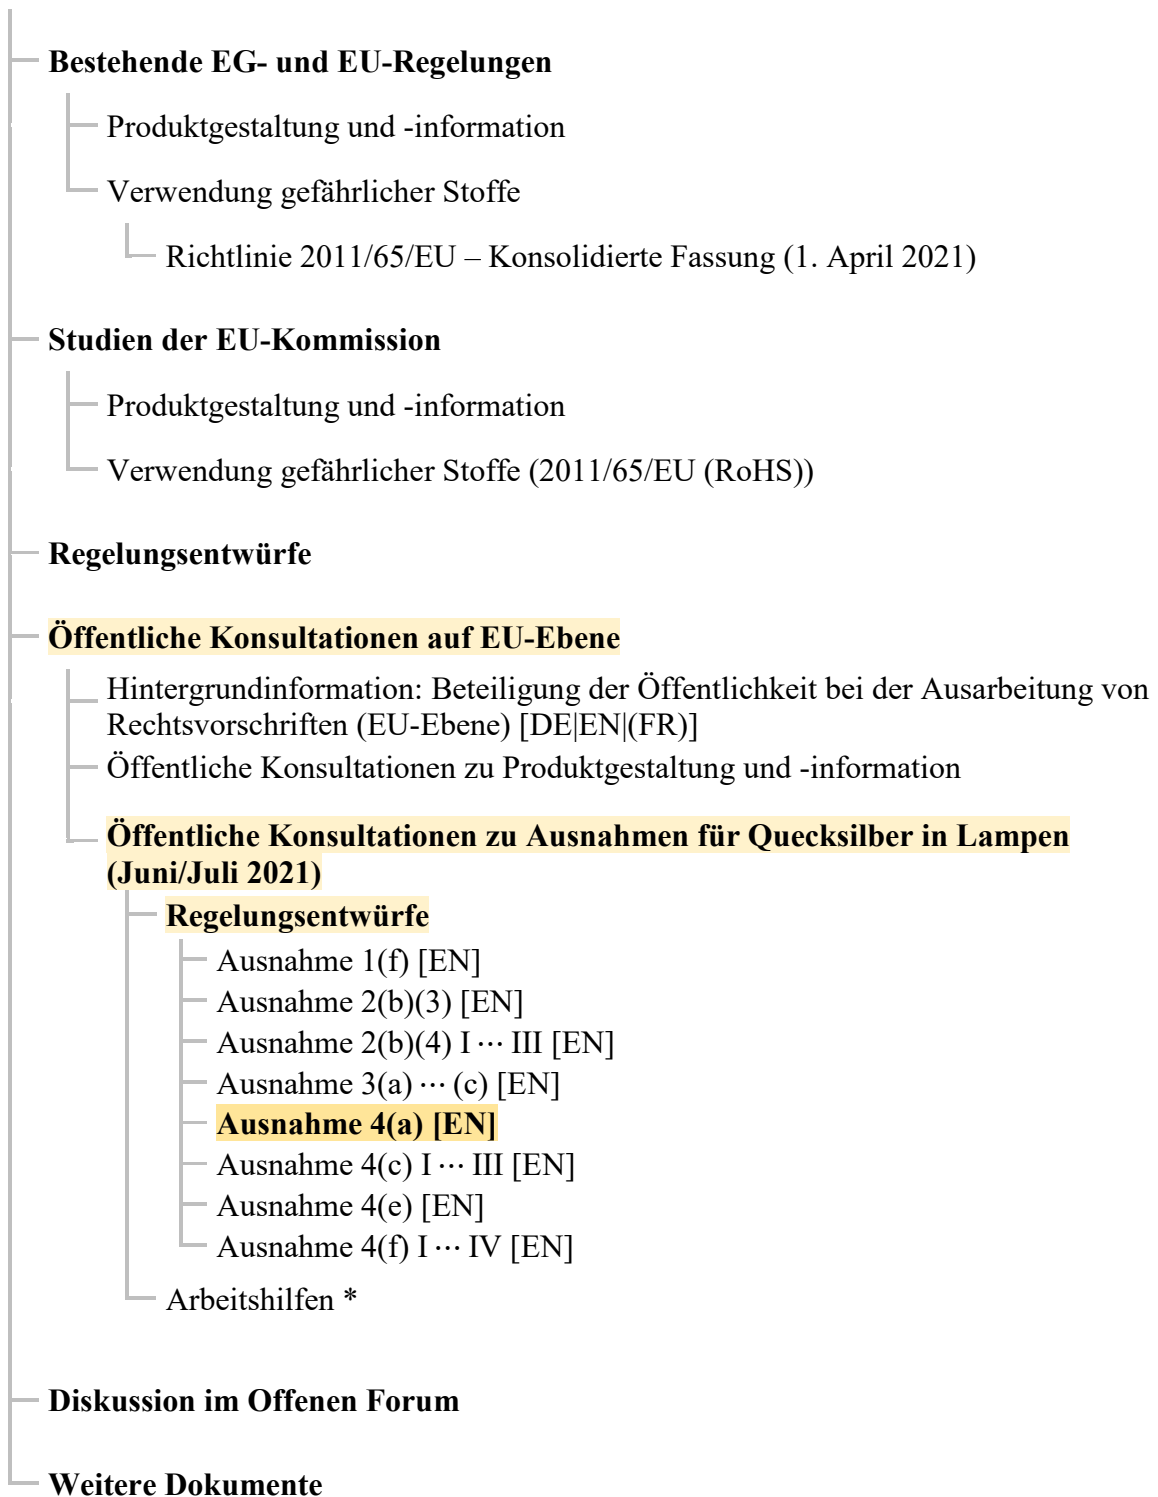 Bestehende EG- und EU-Regelungen
Produktgestaltung und -information
Verwendung gefährlicher Stoffe
Richtlinie 2011/65/EU – Konsolidierte Fassung (1. April 2021)
Studien der EU-Kommission
Produktgestaltung und -information
Verwendung gefährlicher Stoffe (2011/65/EU (RoHS))
Regelungsentwürfe
Öffentliche Konsultationen auf EU-Ebene
Hintergrundinformation: Beteiligung der Öffentlichkeit bei der Ausarbeitung von
Rechtsvorschriften (EU-Ebene) [DE|EN|(FR)]
Öffentliche Konsultationen zu Produktgestaltung und -information
Öffentliche Konsultationen zu Ausnahmen für Quecksilber in Lampen
(Juni/Juli 2021)
Regelungsentwürfe
Ausnahme 1(f) [EN]
Ausnahme 2(b)(3) [EN]
Ausnahme 2(b)(4) I ··· III [EN]
Ausnahme 3(a) ··· (c) [EN]
Ausnahme 4(a) [EN]
Ausnahme 4(c) I ··· III [EN]
Ausnahme 4(e) [EN]
Ausnahme 4(f) I ··· IV [EN]
Arbeitshilfen *
Diskussion im Offenen Forum
Weitere Dokumente